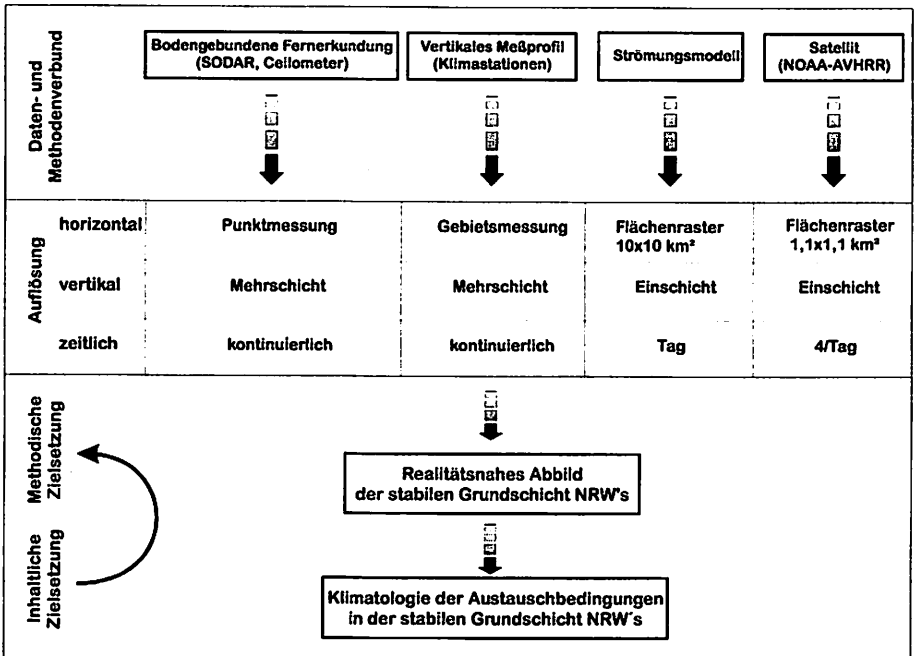 Daten- und
Methodenverbund
Bodengebundene Fernerkundung
(SODAR, Ceilometer)
Vertikales Meßprofil
(Klimastationen)
Strömungsmodell
Satellit
(NOAA-AVHRR)
Auflösung
horizontal
Punktmessung
Gebietsmessung
Flächenraster
10x10 km²
Flächenraster
1,1x1,1 km²
vertikal
Mehrschicht
Mehrschicht
Einschicht
Einschicht
zeitlich
kontinuierlich
kontinuierlich
Tag
4/Tag
Methodische
Zielsetzung
Realitätsnahes Abbild
der stabilen Grundschicht NRW's
Inhaltliche
Zielsetzung
Klimatologie der Austauschbedingungen
in der stabilen Grundschicht NRW´s